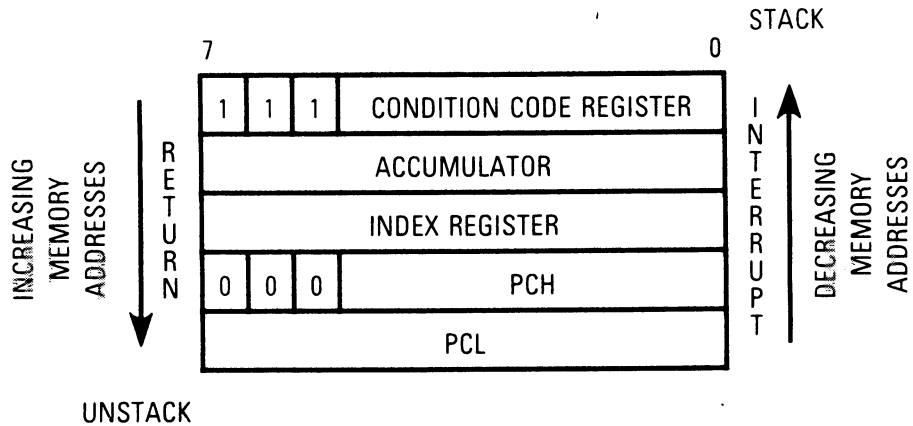 STACK
7 0
1 1 1 CONDITION CODE REGISTER
ACCUMULATOR
INDEX REGISTER
0 0 0 PCH
PCL
INCREASING
MEMORY
ADDRESSES
RETURN
INTERRUPT
DECREASING
MEMORY
ADDRESSES
UNSTACK